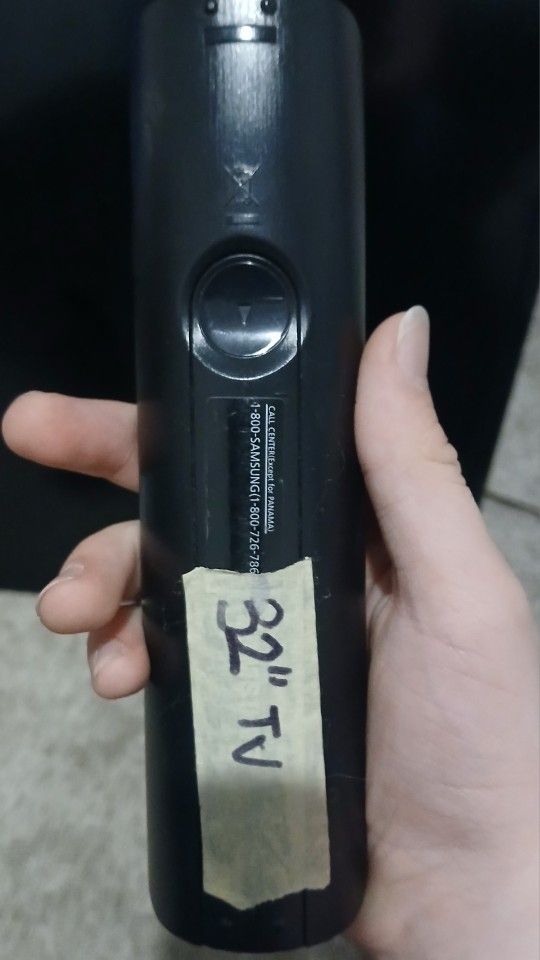 CALL CENTER(Except for PANAMA)
1-800-SAMSUNG(1-800-726-786
32" TV